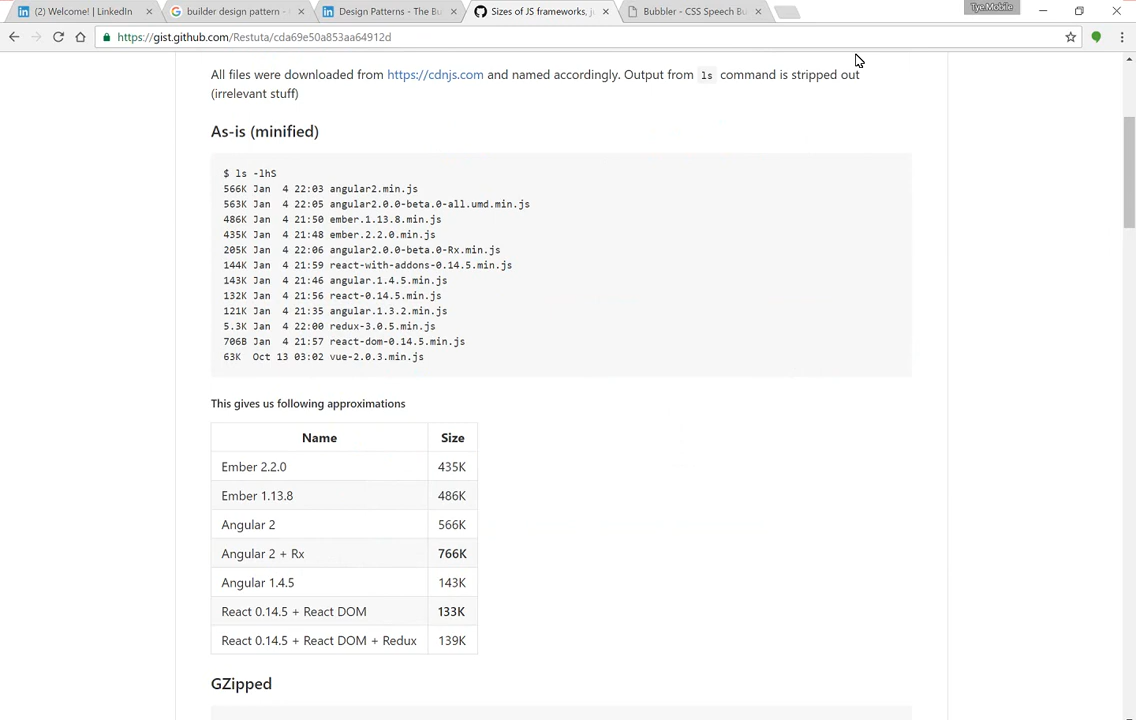 (2) Welcome! | LinkedIn
builder design pattern -
Design Patterns - The Bu
Sizes of JS frameworks, ju
Bubbler - CSS Speech Bu
Tye.Mobile
https://gist.github.com/Restuta/cda69e50a853aa64912d
All files were downloaded from https://cdnjs.com and named accordingly. Output from ls command is stripped out
(irrelevant stuff)
As-is (minified)
$ ls -lhS
566K Jan 4 22:03 angular2.min.js
563K Jan 4 22:05 angular2.0.0-beta.0-all.umd.min.js
486K Jan 4 21:50 ember.1.13.8.min.js
435K Jan 4 21:48 ember.2.2.0.min.js
205K Jan 4 22:06 angular2.0.0-beta.0-Rx.min.js
144K Jan 4 21:59 react-with-addons-0.14.5.min.js
143K Jan 4 21:46 angular.1.4.5.min.js
132K Jan 4 21:56 react-0.14.5.min.js
121K Jan 4 21:35 angular.1.3.2.min.js
5.3K Jan 4 22:00 redux-3.0.5.min.js
706B Jan 4 21:57 react-dom-0.14.5.min.js
63K Oct 13 03:02 vue-2.0.3.min.js
This gives us following approximations
Name Size
Ember 2.2.0 435K
Ember 1.13.8 486K
Angular 2 566K
Angular 2 + Rx 766K
Angular 1.4.5 143K
React 0.14.5 + React DOM 133K
React 0.14.5 + React DOM + Redux 139K
GZipped